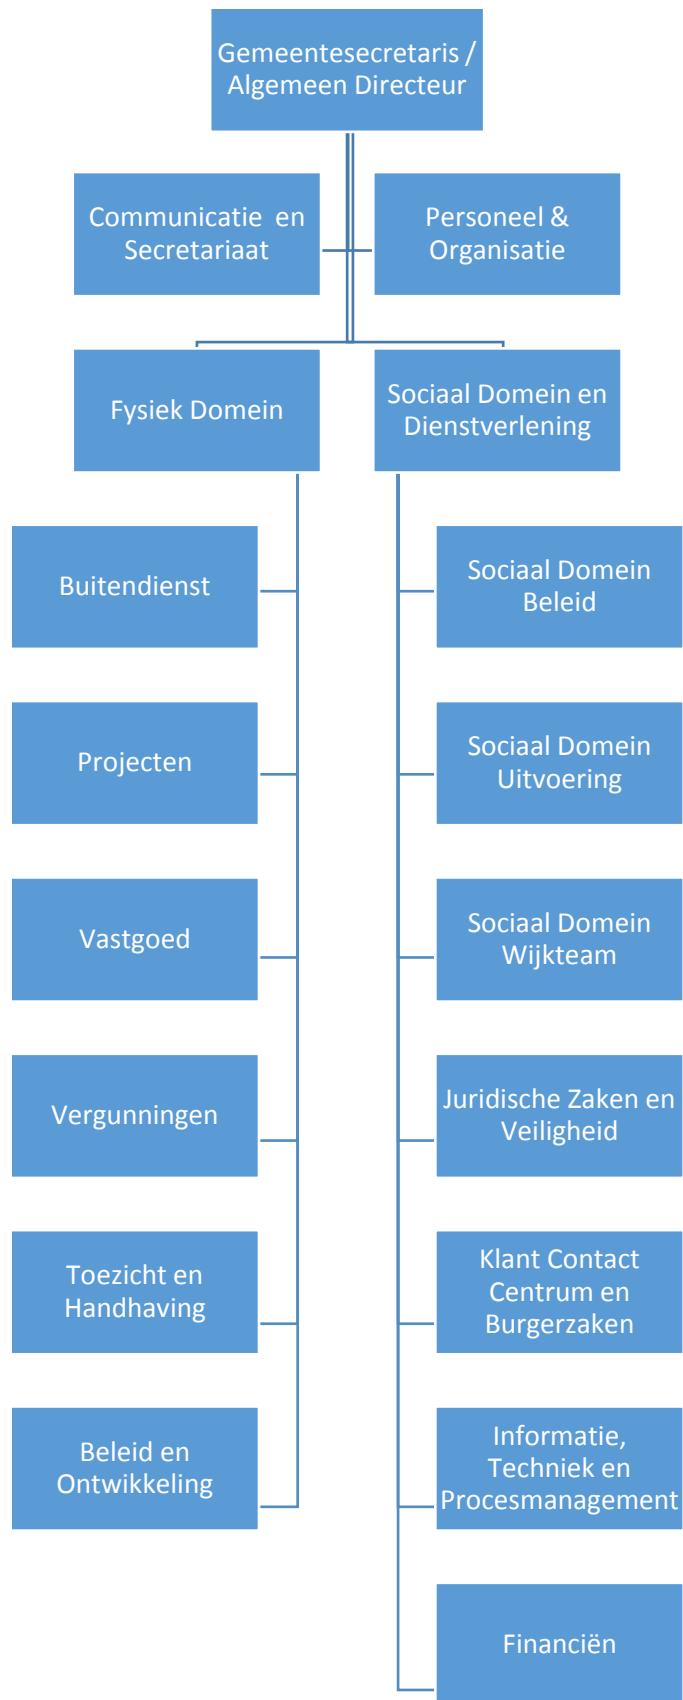 Gemeentesecretaris /
Algemeen Directeur
Communicatie en
Secretariaat
Personeel &
Organisatie
Fysiek Domein
Sociaal Domein en
Dienstverlening
Buitendienst
Projecten
Vastgoed
Vergunningen
Toezicht en
Handhaving
Beleid en
Ontwikkeling
Sociaal Domein
Beleid
Sociaal Domein
Uitvoering
Sociaal Domein
Wijkteam
Juridische Zaken en
Veiligheid
Klant Contact
Centrum en
Burgerzaken
Informatie,
Techniek en
Procesmanagement
Financiën